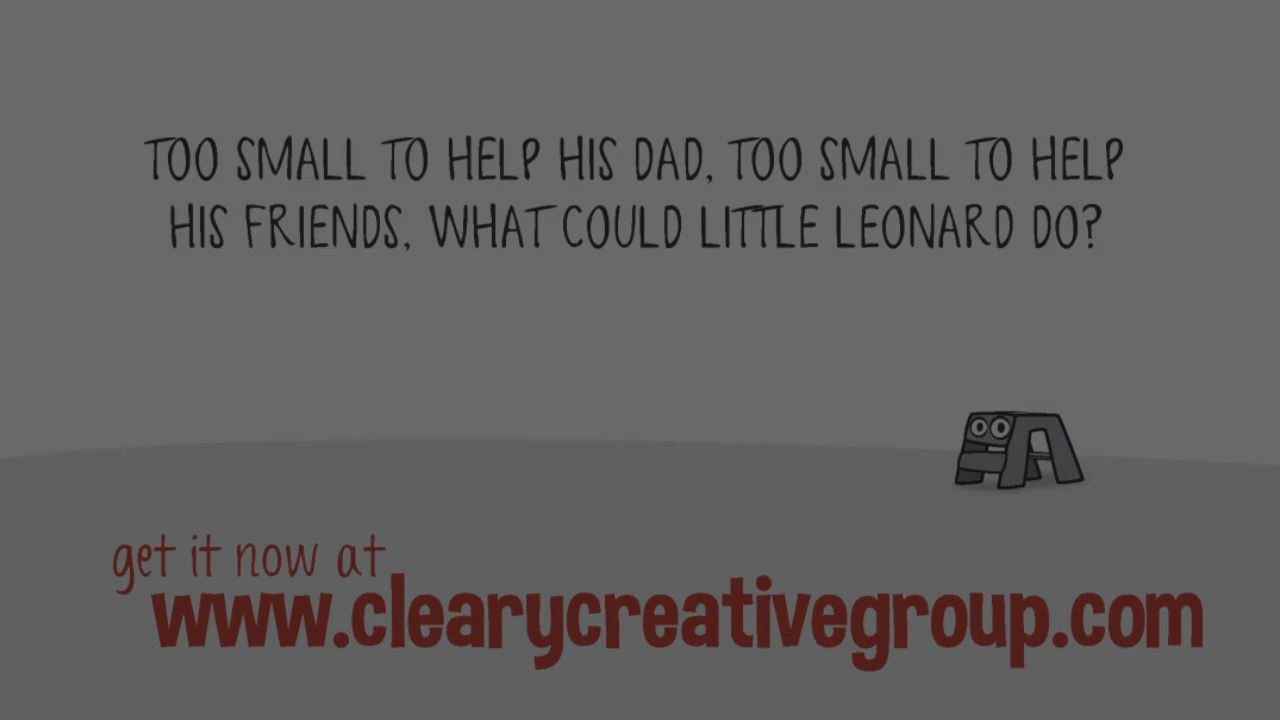 TOO SMALL TO HELP HIS DAD, TOO SMALL TO HELP
HIS FRIENDS, WHAT COULD LITTLE LEONARD DO?
get it now at
www.clearycreativegroup.com